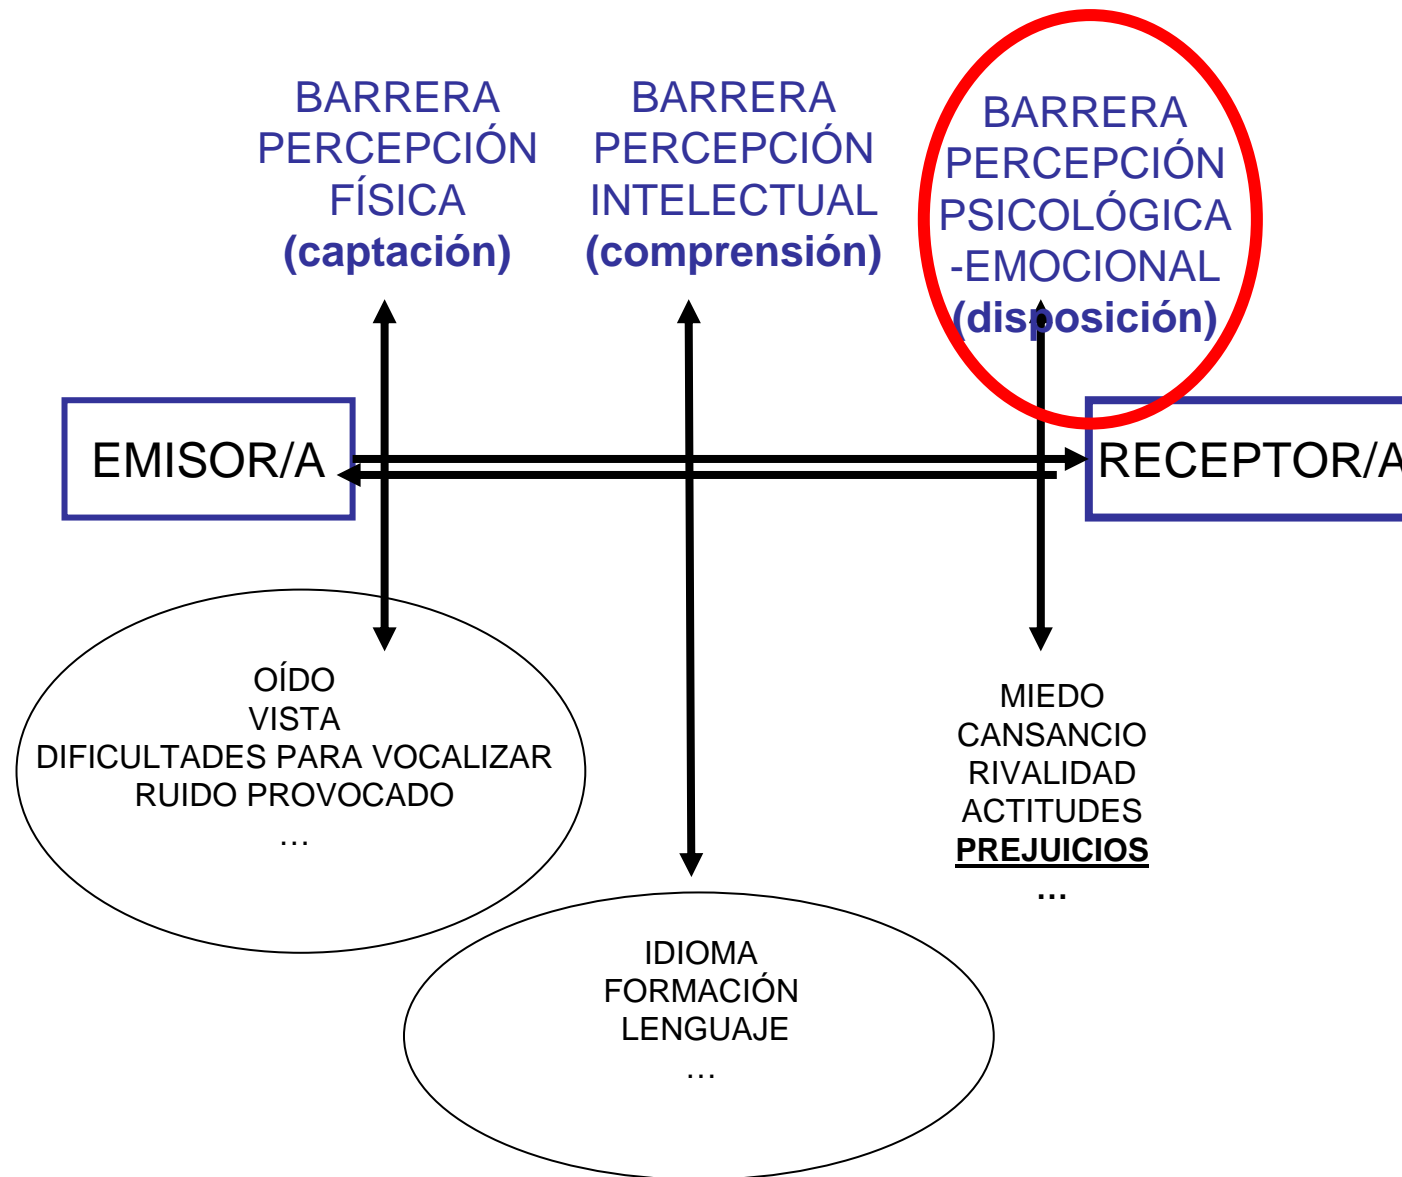 BARRERA
PERCEPCIÓN
FÍSICA
(captación)
BARRERA
PERCEPCIÓN
INTELECTUAL
(comprensión)
BARRERA
PERCEPCIÓN
PSICOLÓGICA
-EMOCIONAL
(disposición)
EMISOR/A
RECEPTOR/A
OÍDO
VISTA
DIFICULTADES PARA VOCALIZAR
RUIDO PROVOCADO
…
MIEDO
CANSANCIO
RIVALIDAD
ACTITUDES
PREJUICIOS
…
IDIOMA
FORMACIÓN
LENGUAJE
…